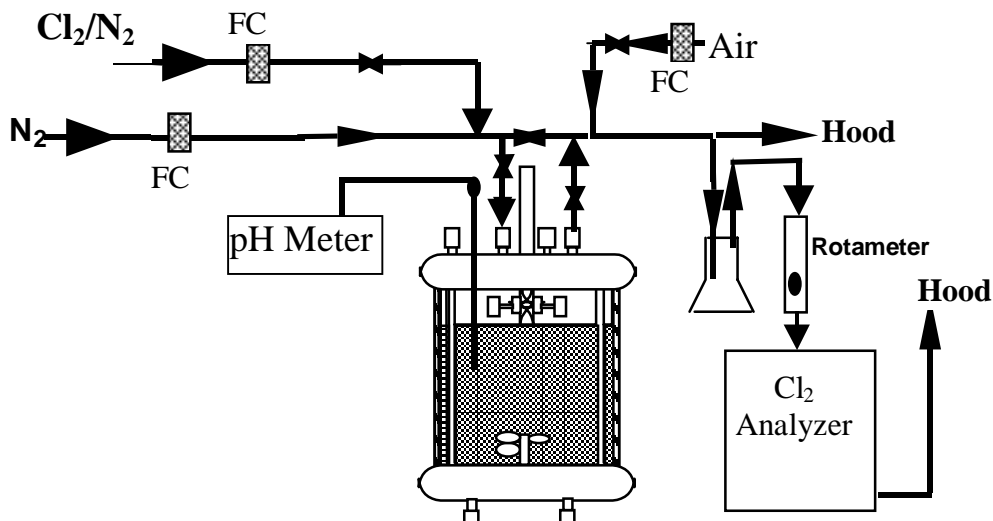 Cl₂/N₂
FC
Air
FC
N₂
FC
Hood
pH Meter
Rotameter
Hood
Cl₂
Analyzer